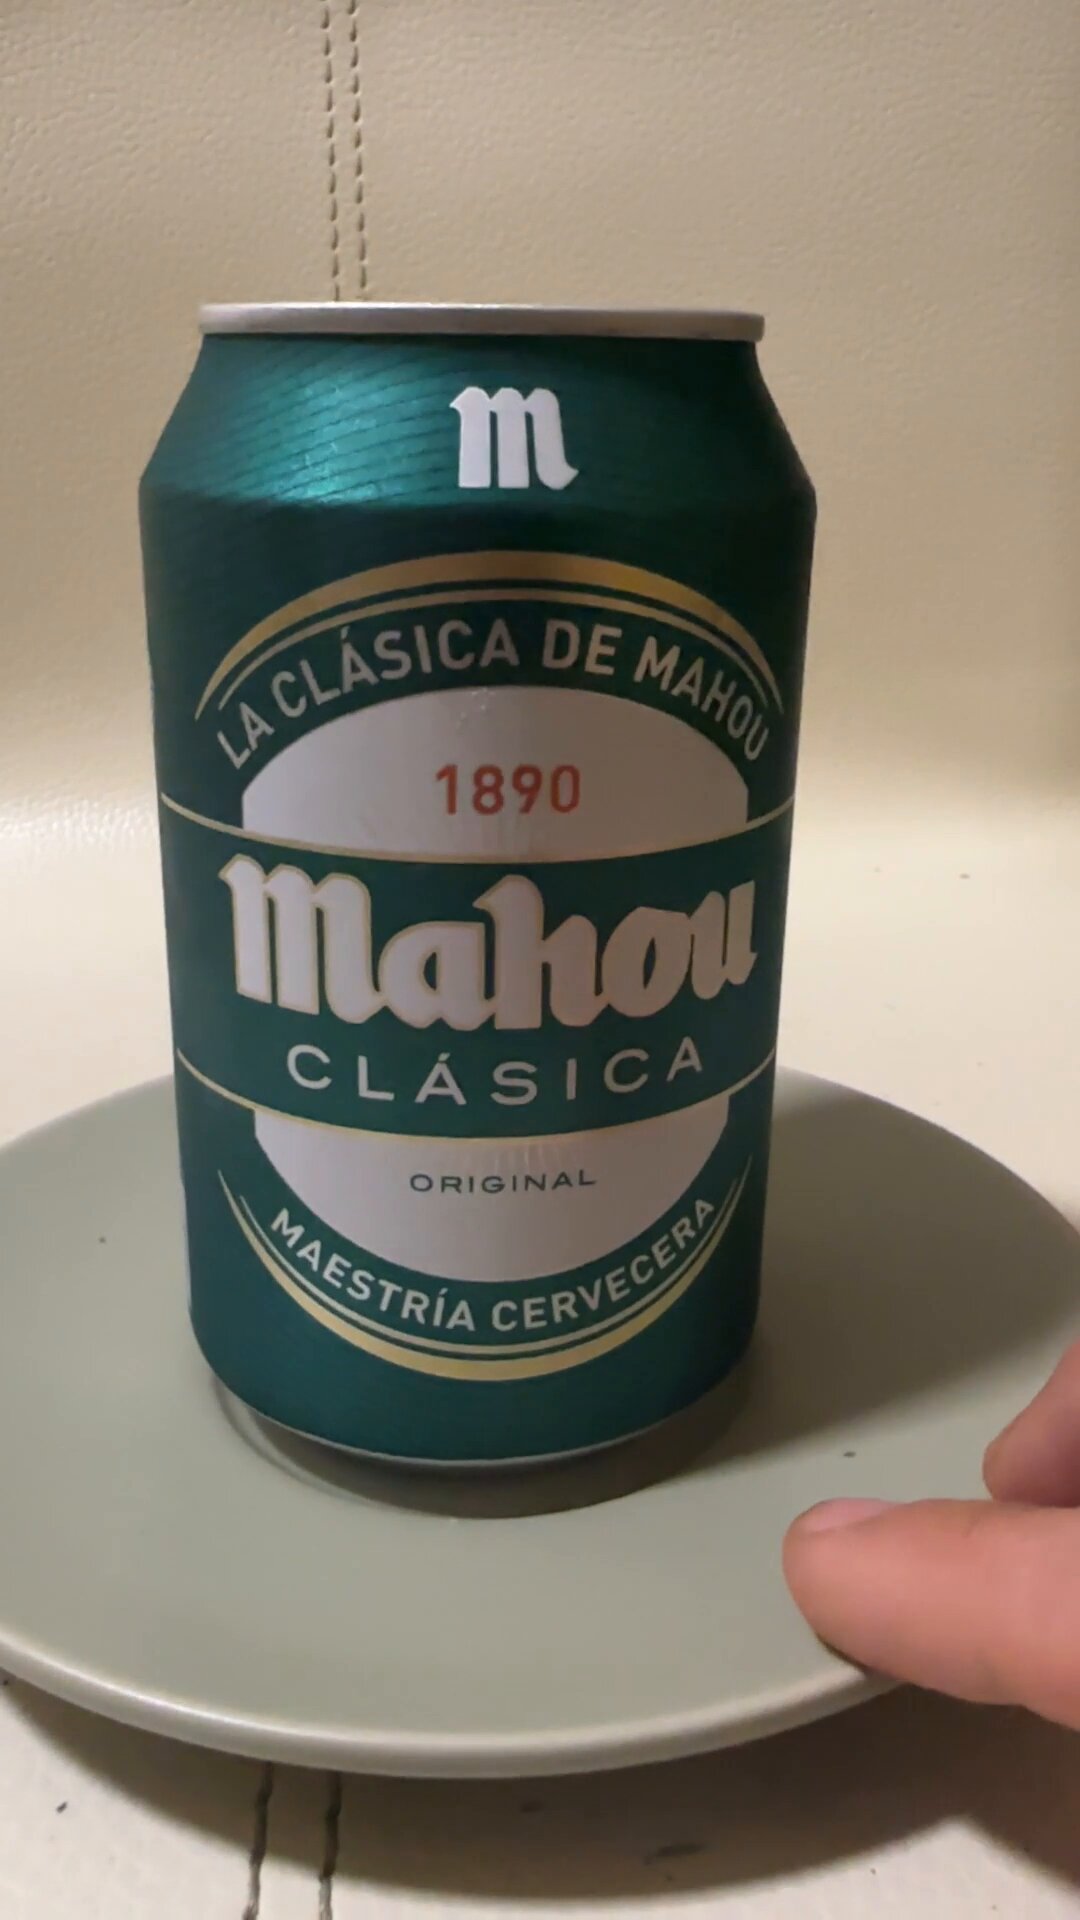 m
LA CLÁSICA DE MAHOU
1890
Mahou
CLÁSICA
ORIGINAL
MAESTRÍA CERVECERA